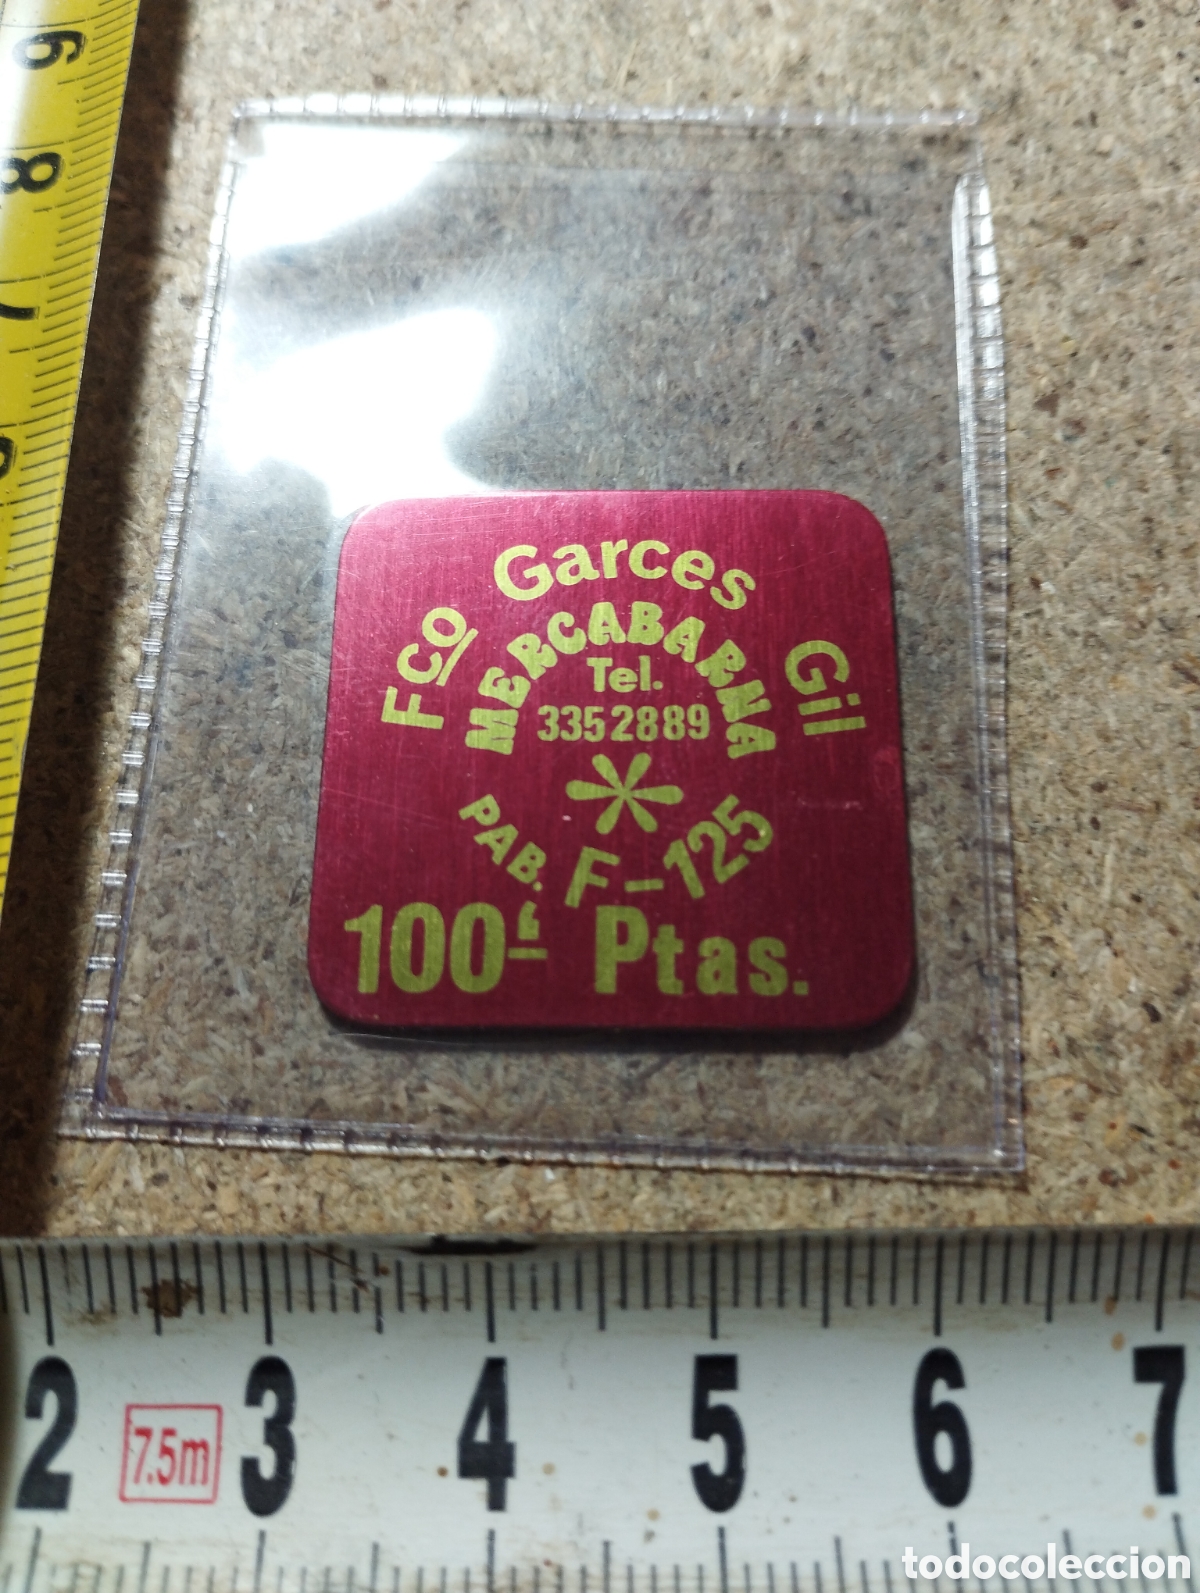 Fco Garces Gil
MERCABARNA
Tel.
3352889
PAB. F-125
100 Ptas.
9
8
7
2 3 4 5 6 7
7.5m
todocoleccion